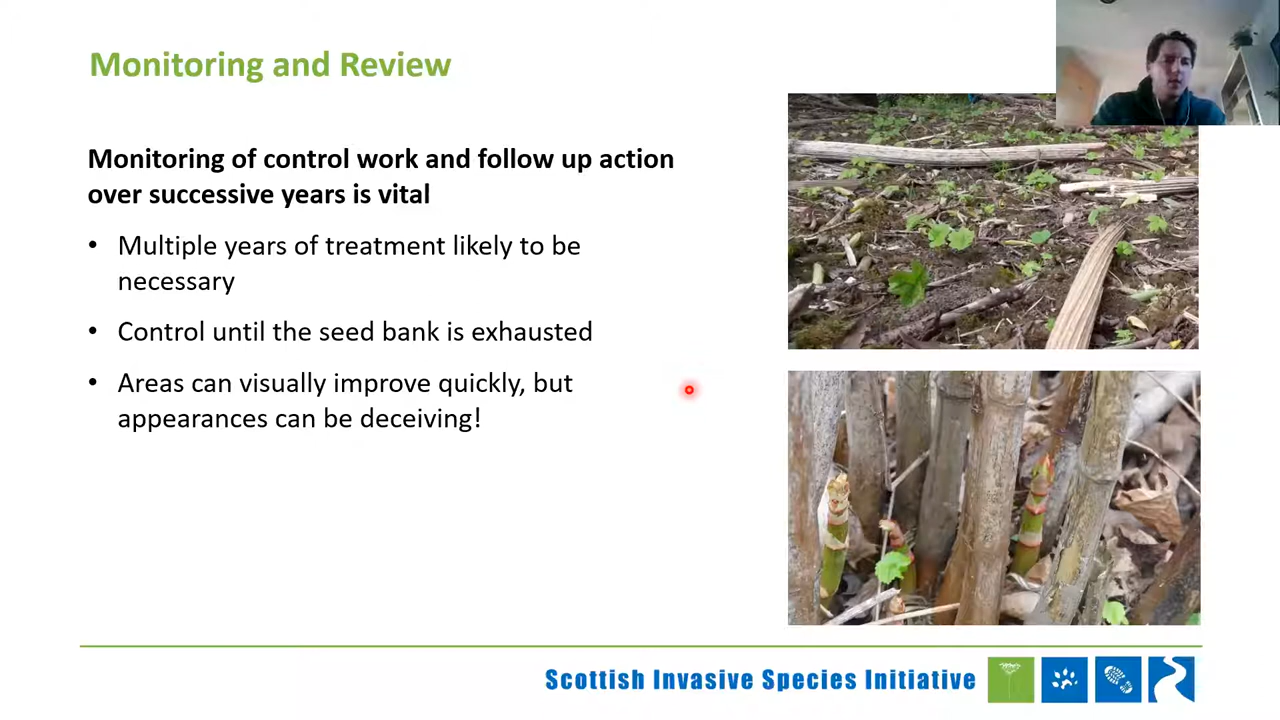 Monitoring and Review
Monitoring of control work and follow up action
over successive years is vital
• Multiple years of treatment likely to be
necessary
• Control until the seed bank is exhausted
• Areas can visually improve quickly, but
appearances can be deceiving!
Scottish Invasive Species Initiative